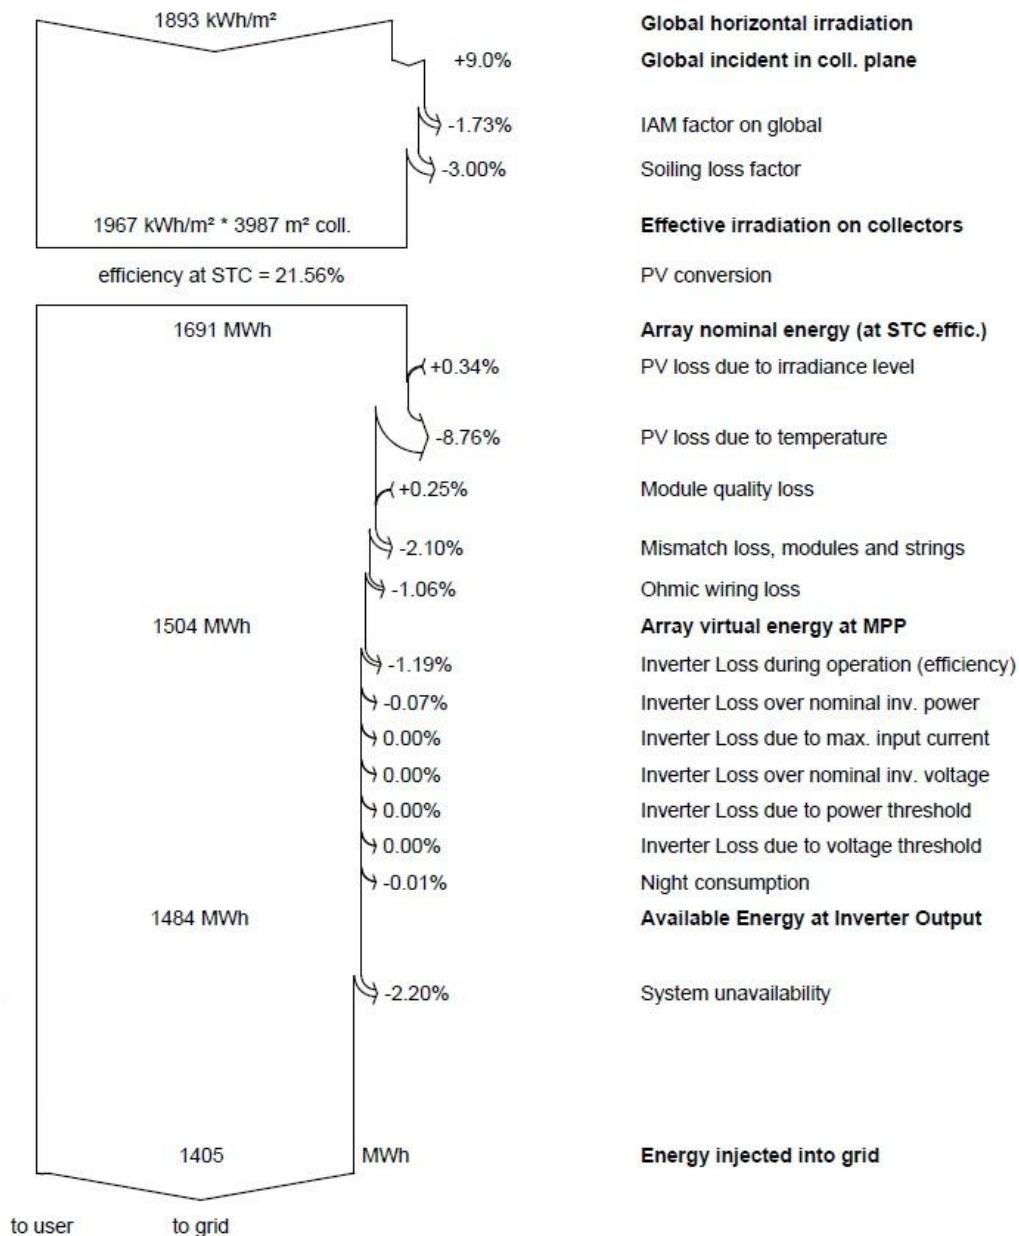 1893 kWh/m² Global horizontal irradiation
+9.0% Global incident in coll. plane
-1.73% IAM factor on global
-3.00% Soiling loss factor
1967 kWh/m² * 3987 m² coll. Effective irradiation on collectors
efficiency at STC = 21.56% PV conversion
1691 MWh Array nominal energy (at STC effic.)
+0.34% PV loss due to irradiance level
-8.76% PV loss due to temperature
+0.25% Module quality loss
-2.10% Mismatch loss, modules and strings
-1.06% Ohmic wiring loss
1504 MWh Array virtual energy at MPP
-1.19% Inverter Loss during operation (efficiency)
-0.07% Inverter Loss over nominal inv. power
0.00% Inverter Loss due to max. input current
0.00% Inverter Loss over nominal inv. voltage
0.00% Inverter Loss due to power threshold
0.00% Inverter Loss due to voltage threshold
-0.01% Night consumption
1484 MWh Available Energy at Inverter Output
-2.20% System unavailability
1405 MWh Energy injected into grid
to user to grid